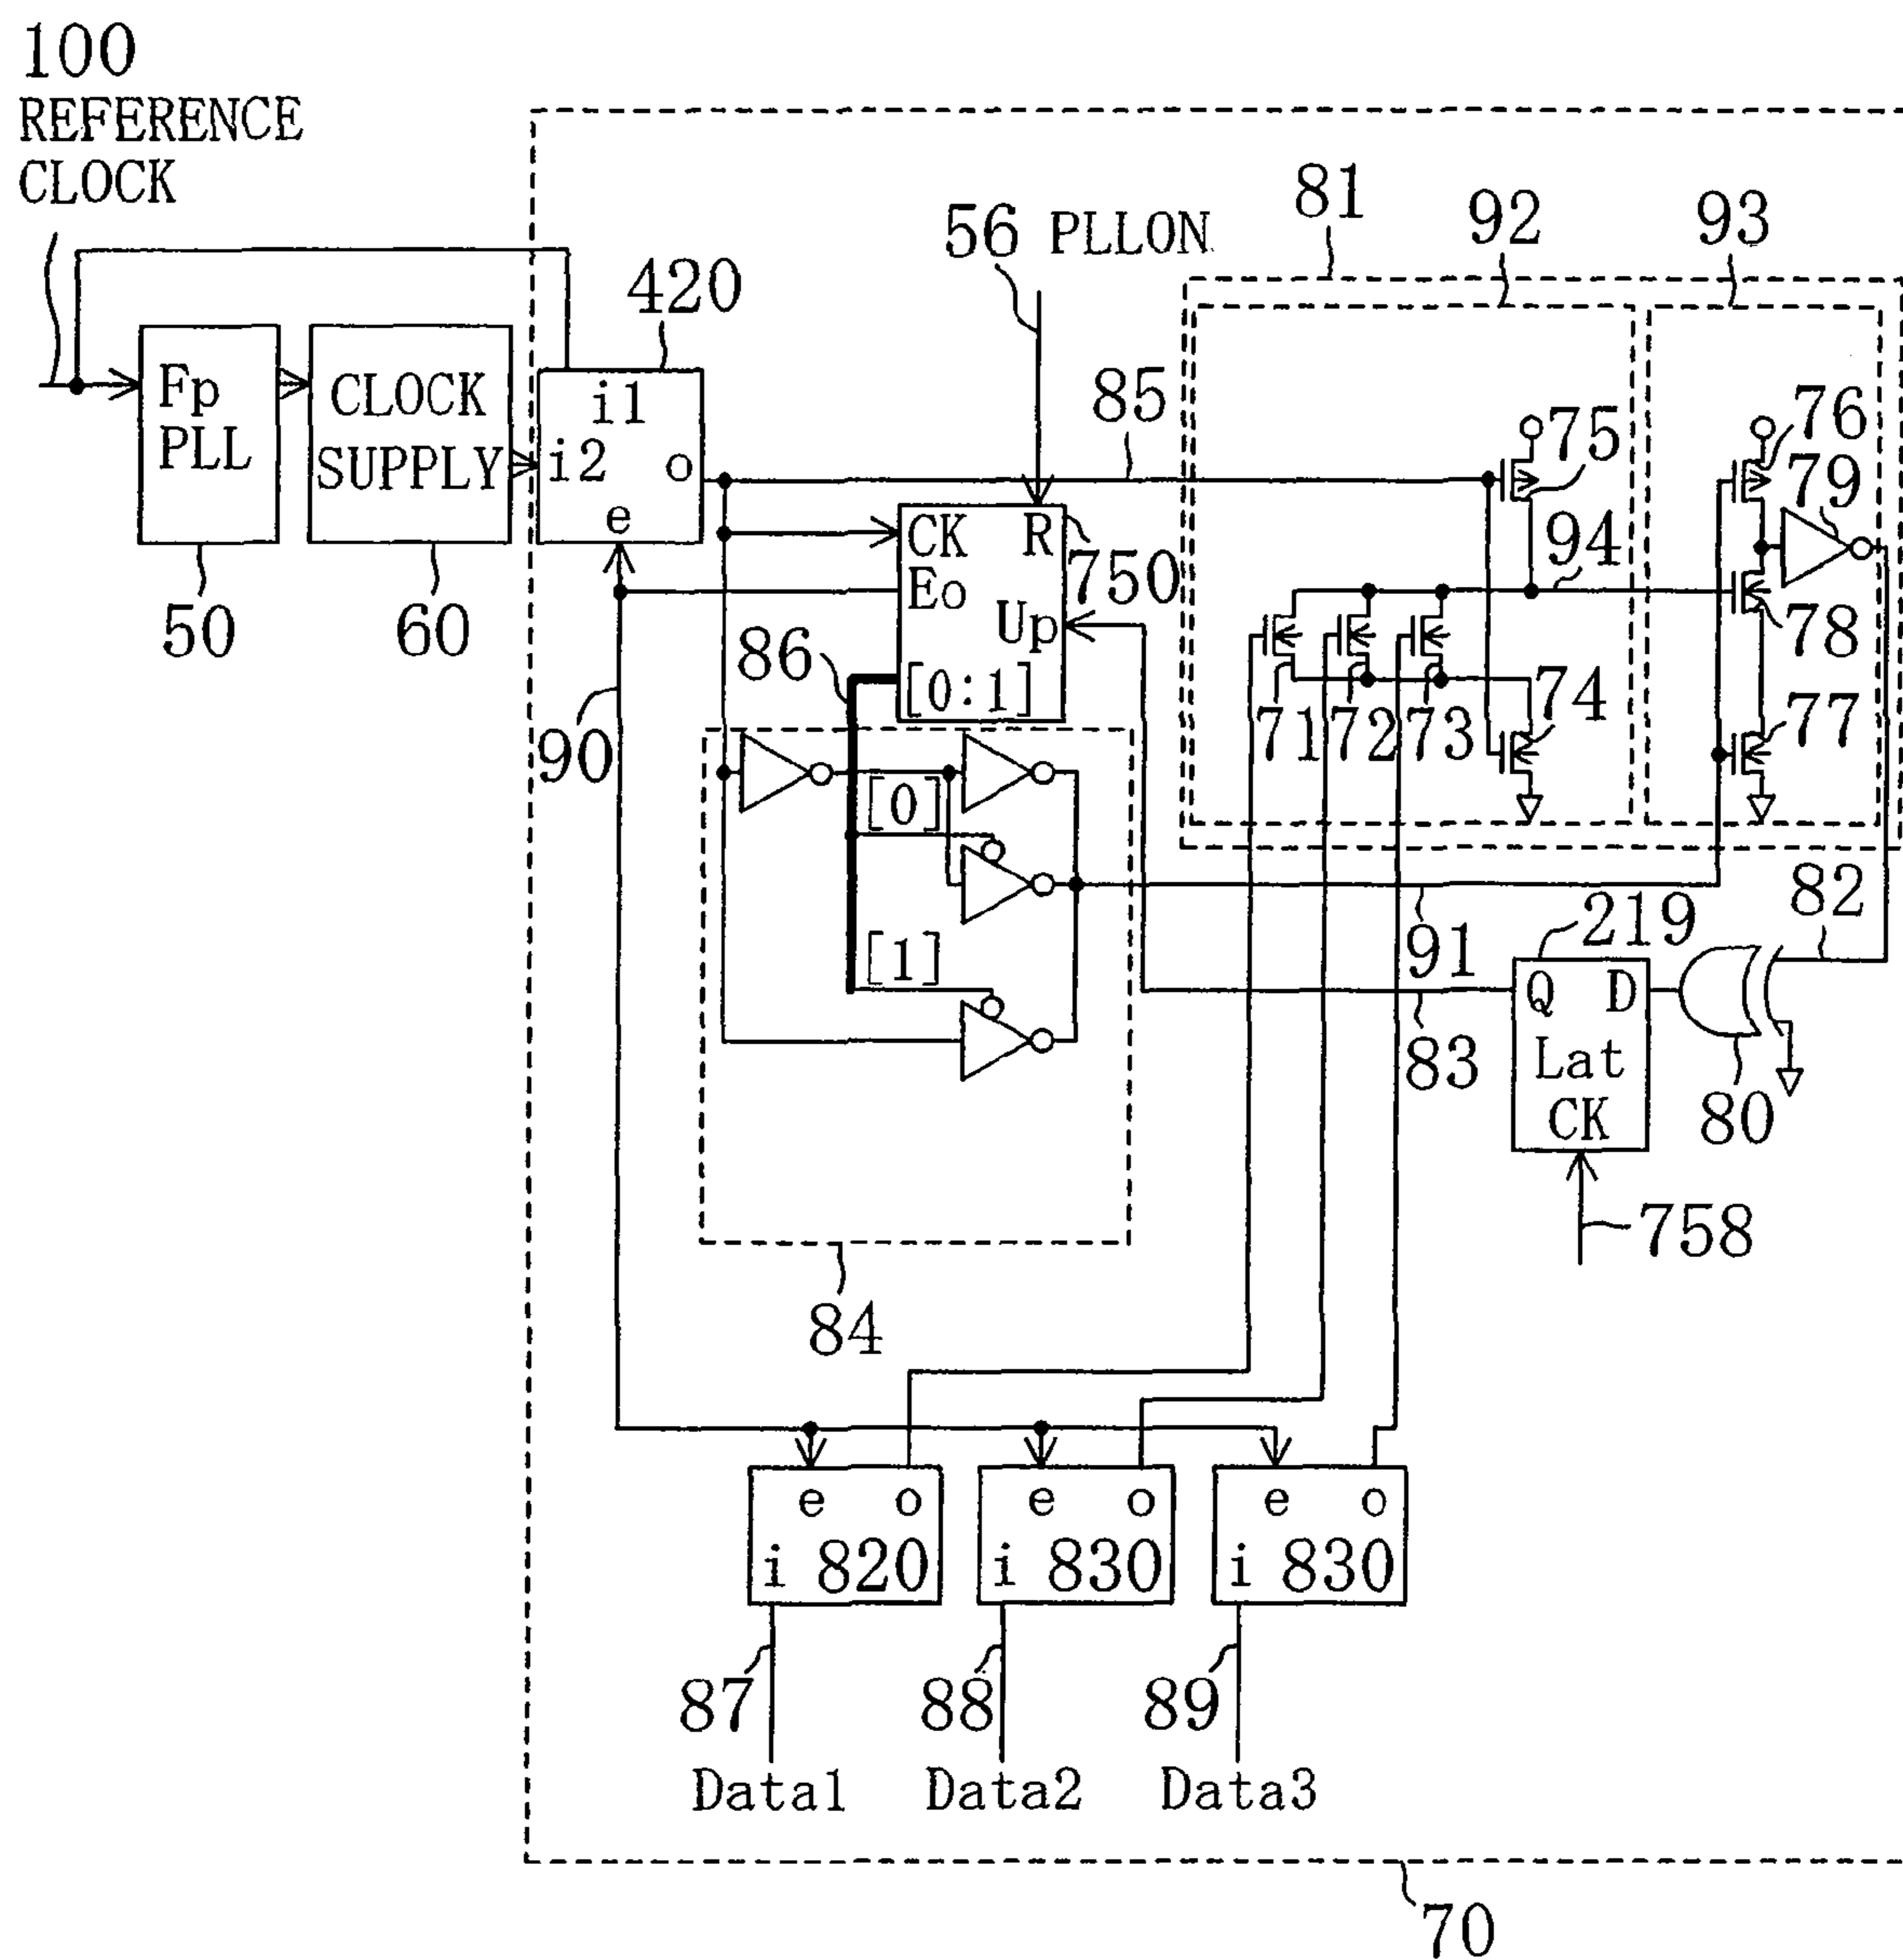 100
REFERENCE
CLOCK
81
92
93
56 PLLON
420
85
Fp
PLL
CLOCK
SUPPLY
i1
i2
o
e
75
76
79
CK
R
750
Eo
Up
[0:1]
94
78
50
60
86
90
71
72
73
74
77
[0]
[1]
91
82
219
Q D
Lat
CK
83
80
758
84
e o
i 820
e o
i 830
e o
i 830
87
88
89
Data1
Data2
Data3
70